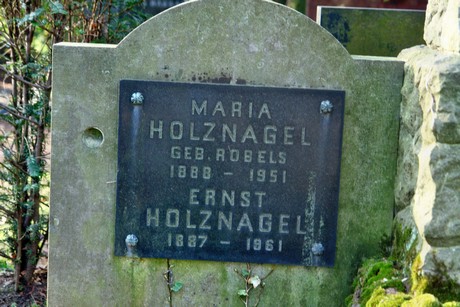 MARIA
HOLZNAGEL
GEB. RÖBELS
1888 - 1951
ERNST
HOLZNAGEL
1887 - 1961